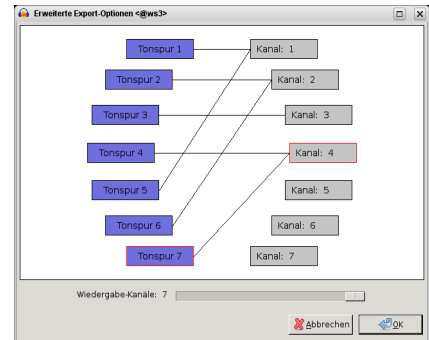 Erweiterte Export-Optionen <@ws3>
Tonspur 1 Kanal: 1
Tonspur 2 Kanal: 2
Tonspur 3 Kanal: 3
Tonspur 4 Kanal: 4
Tonspur 5 Kanal: 5
Tonspur 6 Kanal: 6
Tonspur 7 Kanal: 7
Wiedergabe-Kanäle: 7
Abbrechen OK